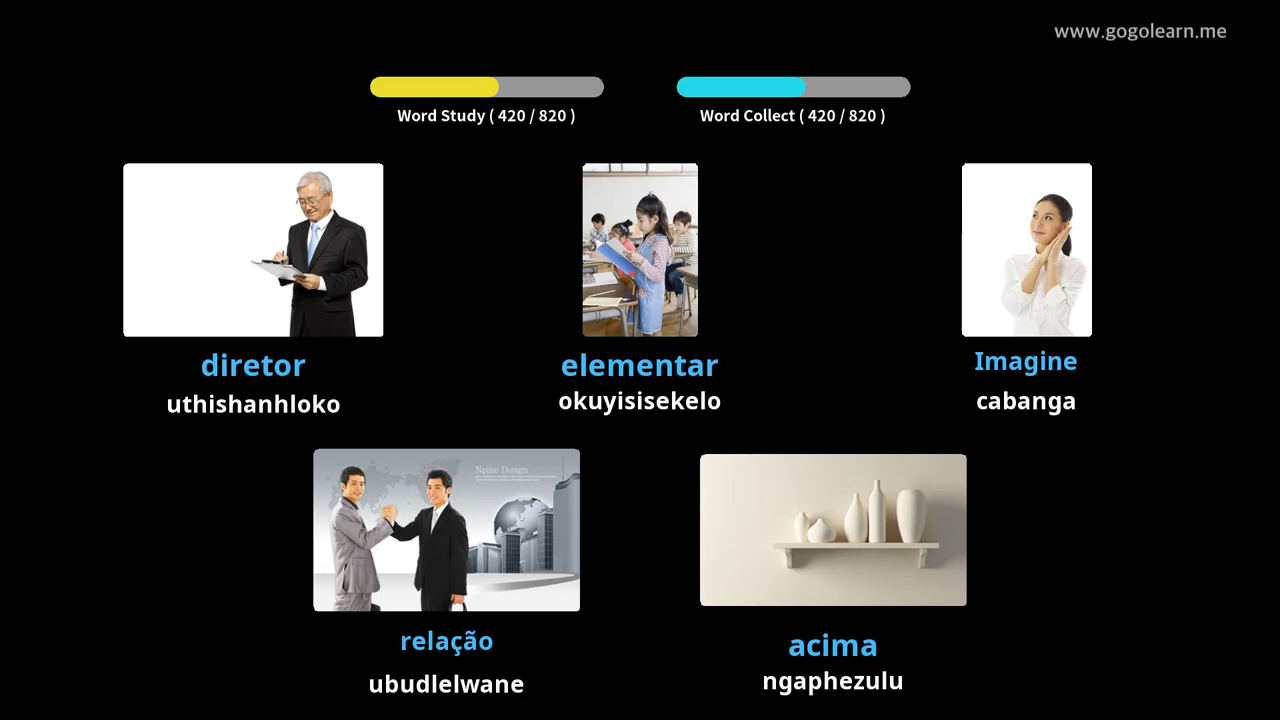 www.gogolearn.me
Word Study ( 420 / 820 )
Word Collect ( 420 / 820 )
diretor
uthishanhloko
elementar
okuyisisekelo
Imagine
cabanga
Npine Design
relação
ubudlelwane
acima
ngaphezulu